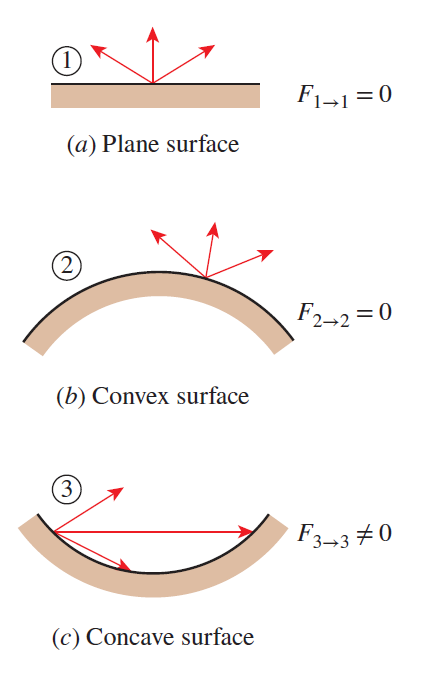 1
F1→1 = 0
(a) Plane surface
2
F2→2 = 0
(b) Convex surface
3
F3→3 ≠ 0
(c) Concave surface